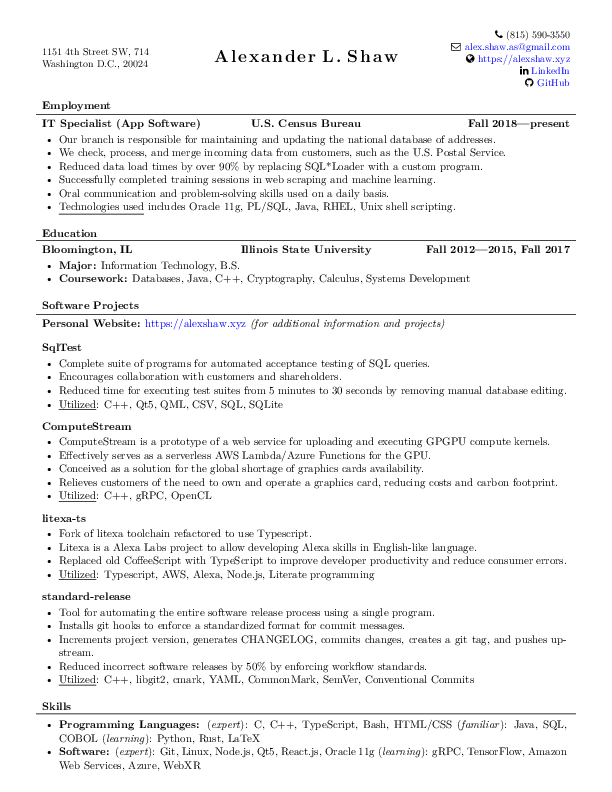 (815) 590-3550
1151 4th Street SW, 714
Washington D.C., 20024
Alexander L. Shaw
alex.shaw.as@gmail.com
https://alexshaw.xyz
LinkedIn
GitHub
Employment
IT Specialist (App Software) U.S. Census Bureau Fall 2018—present
• Our branch is responsible for maintaining and updating the national database of addresses.
• We check, process, and merge incoming data from customers, such as the U.S. Postal Service.
• Reduced data load times by over 90% by replacing SQL*Loader with a custom program.
• Successfully completed training sessions in web scraping and machine learning.
• Oral communication and problem-solving skills used on a daily basis.
• Technologies used includes Oracle 11g, PL/SQL, Java, RHEL, Unix shell scripting.
Education
Bloomington, IL Illinois State University Fall 2012—2015, Fall 2017
• Major: Information Technology, B.S.
• Coursework: Databases, Java, C++, Cryptography, Calculus, Systems Development
Software Projects
Personal Website: https://alexshaw.xyz (for additional information and projects)
SqlTest
• Complete suite of programs for automated acceptance testing of SQL queries.
• Encourages collaboration with customers and shareholders.
• Reduced time for executing test suites from 5 minutes to 30 seconds by removing manual database editing.
• Utilized: C++, Qt5, QML, CSV, SQL, SQLite
ComputeStream
• ComputeStream is a prototype of a web service for uploading and executing GPGPU compute kernels.
• Effectively serves as a serverless AWS Lambda/Azure Functions for the GPU.
• Conceived as a solution for the global shortage of graphics cards availability.
• Relieves customers of the need to own and operate a graphics card, reducing costs and carbon footprint.
• Utilized: C++, gRPC, OpenCL
litexa-ts
• Fork of litexa toolchain refactored to use Typescript.
• Litexa is a Alexa Labs project to allow developing Alexa skills in English-like language.
• Replaced old CoffeeScript with TypeScript to improve developer productivity and reduce consumer errors.
• Utilized: Typescript, AWS, Alexa, Node.js, Literate programming
standard-release
• Tool for automating the entire software release process using a single program.
• Installs git hooks to enforce a standardized format for commit messages.
• Increments project version, generates CHANGELOG, commits changes, creates a git tag, and pushes up-
stream.
• Reduced incorrect software releases by 50% by enforcing workflow standards.
• Utilized: C++, libgit2, cmark, YAML, CommonMark, SemVer, Conventional Commits
Skills
• Programming Languages: (expert): C, C++, TypeScript, Bash, HTML/CSS (familiar): Java, SQL,
COBOL (learning): Python, Rust, LaTeX
• Software: (expert): Git, Linux, Node.js, Qt5, React.js, Oracle 11g (learning): gRPC, TensorFlow, Amazon
Web Services, Azure, WebXR